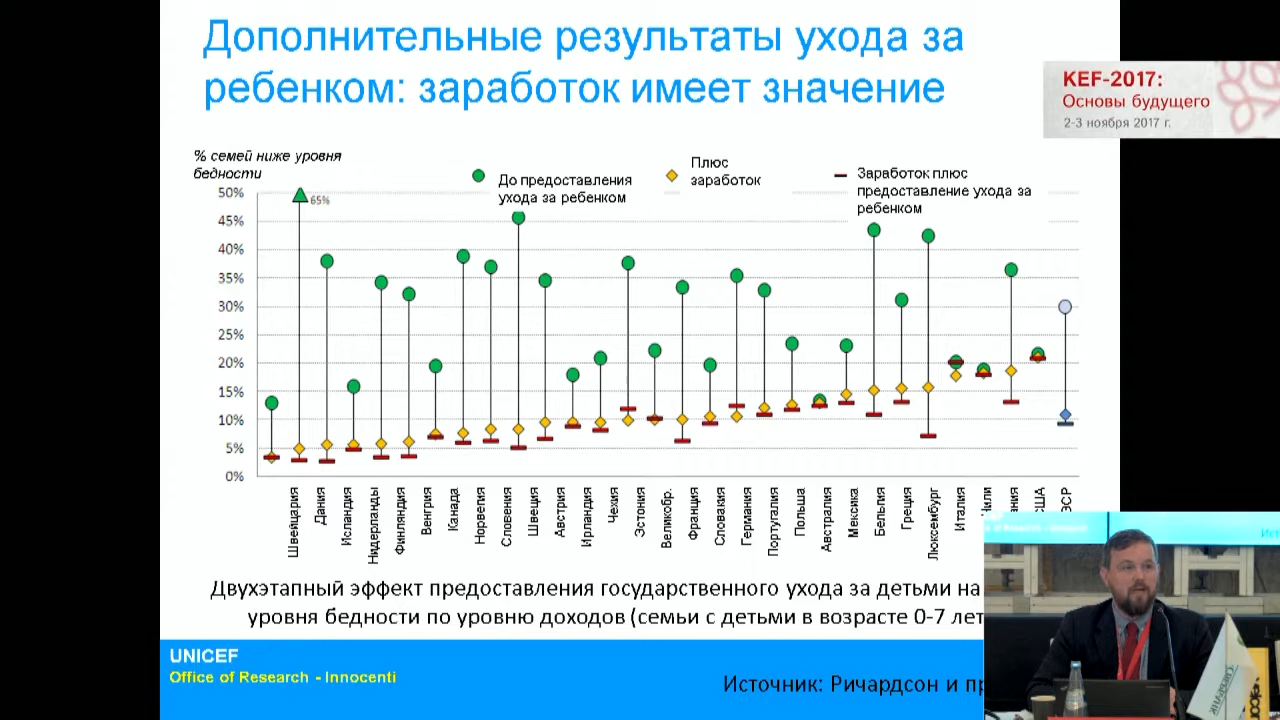 Дополнительные результаты ухода за
ребенком: заработок имеет значение
KEF-2017:
Основы будущего
2-3 ноября 2017 г.
% семей ниже уровня
бедности
До предоставления
ухода за ребенком
Плюс
заработок
Заработок плюс
предоставление ухода за
ребенком
65%
50%
45%
40%
35%
30%
25%
20%
15%
10%
5%
0%
Швейцария
Дания
Исландия
Нидерланды
Финляндия
Венгрия
Канада
Норвегия
Словения
Швеция
Австрия
Ирландия
Чехия
Эстония
Великобр.
Франция
Словакия
Германия
Португалия
Польша
Австралия
Мексика
Бельгия
Греция
Люксембург
Италия
Двухэтапный эффект предоставления государственного ухода за детьми на
уровня бедности по уровню доходов (семьи с детьми в возрасте 0-7 лет
UNICEF
Office of Research - Innocenti
Источник: Ричардсон и